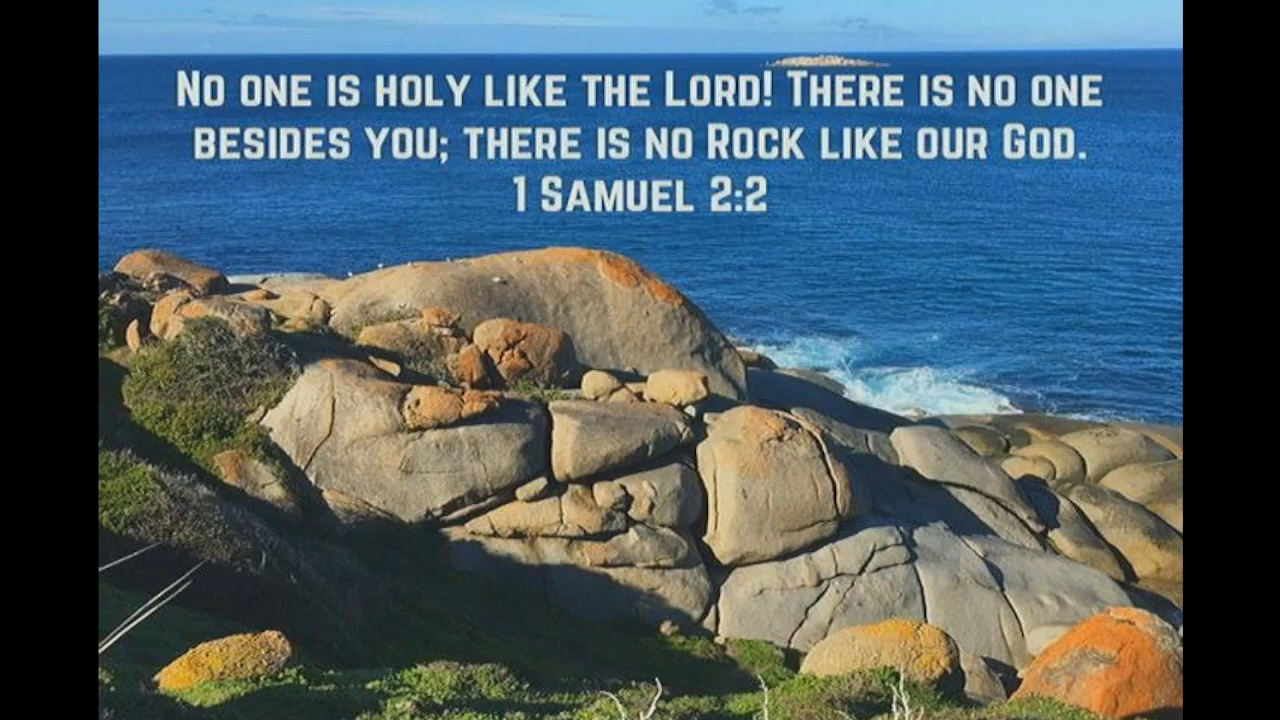 No one is holy like the Lord! There is no one
besides you; there is no Rock like our God.
1 Samuel 2:2